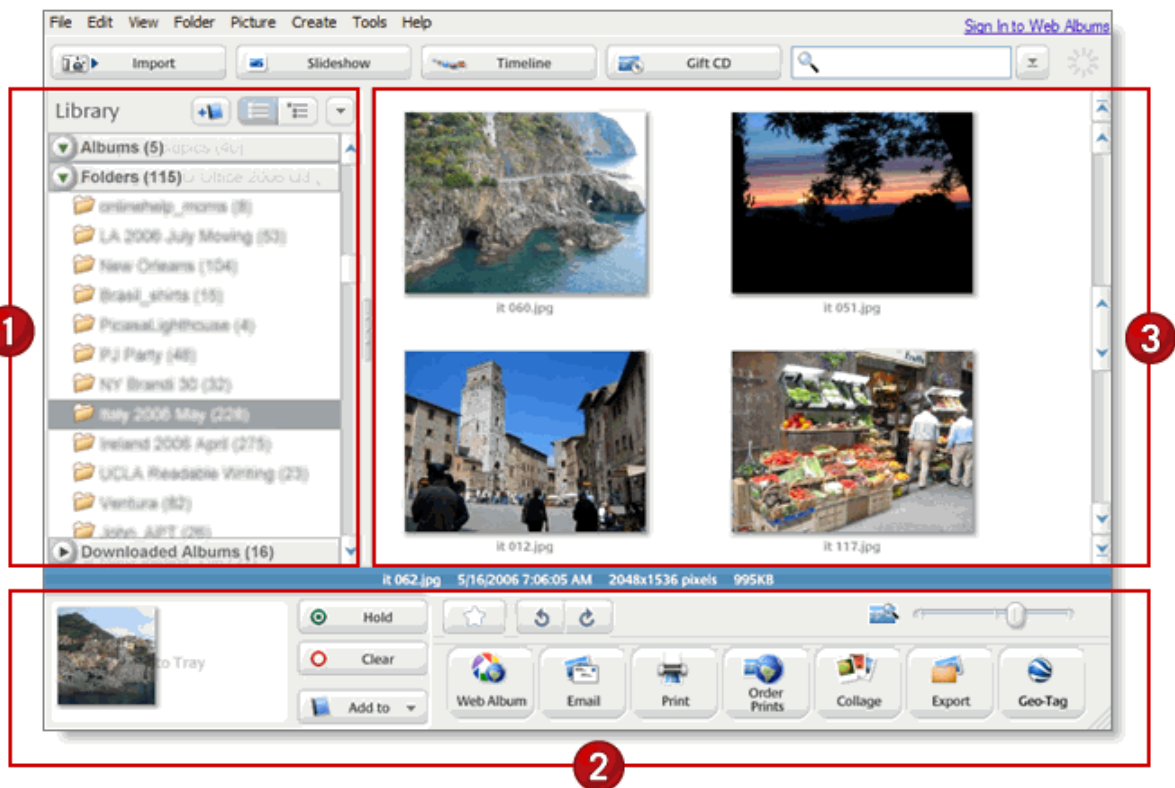 File Edit View Folder Picture Create Tools Help
Sign In to Web Albums
Import Slideshow Timeline Gift CD
Library
Albums (5)
Folders (115)
onlinehelp_moms (8)
LA 2006 July Moving (53)
New Orleans (104)
Brasil_shirts (15)
PicasaLighthouse (4)
PJ Party (48)
NY Brandi 30 (32)
Italy 2006 May (228)
Ireland 2006 April (275)
UCLA Readable Writing (23)
Ventura (82)
John_APT (26)
Downloaded Albums (16)
it 060.jpg
it 051.jpg
it 012.jpg
it 117.jpg
1
3
it 062.jpg 5/16/2006 7:06:05 AM 2048x1536 pixels 995KB
to Tray
Hold
Clear
Add to
Web Album
Email
Print
Order
Prints
Collage
Export
Geo-Tag
2